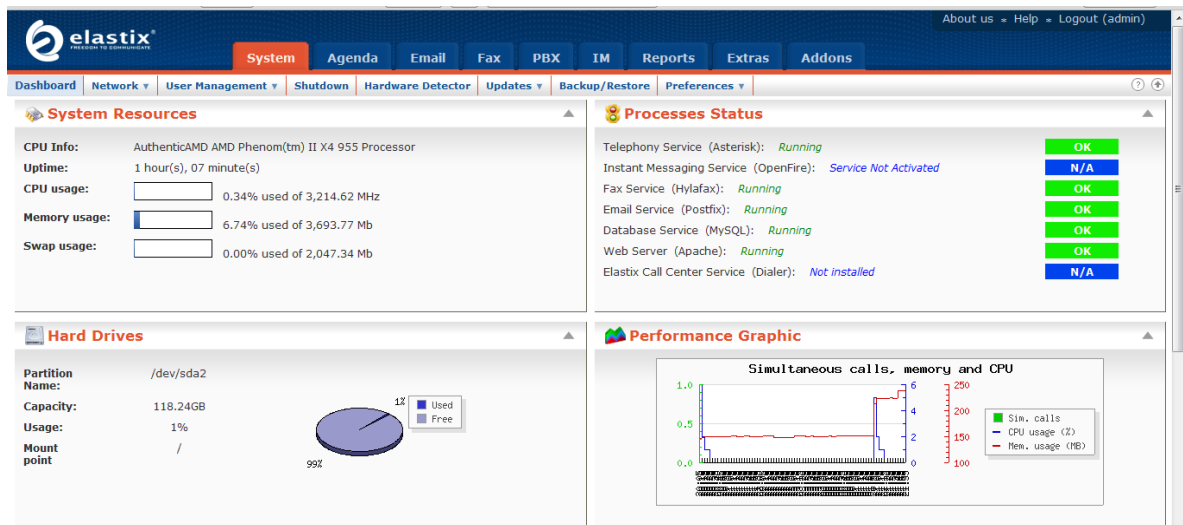 About us * Help * Logout (admin)
elastix
FREEDOM TO COMMUNICATE
System Agenda Email Fax PBX IM Reports Extras Addons
Dashboard Network User Management Shutdown Hardware Detector Updates Backup/Restore Preferences
System Resources
CPU Info: AuthenticAMD AMD Phenom(tm) II X4 955 Processor
Uptime: 1 hour(s), 07 minute(s)
CPU usage: 0.34% used of 3,214.62 MHz
Memory usage: 6.74% used of 3,693.77 Mb
Swap usage: 0.00% used of 2,047.34 Mb
Processes Status
Telephony Service (Asterisk): Running OK
Instant Messaging Service (OpenFire): Service Not Activated N/A
Fax Service (Hylafax): Running OK
Email Service (Postfix): Running OK
Database Service (MySQL): Running OK
Web Server (Apache): Running OK
Elastix Call Center Service (Dialer): Not installed N/A
Hard Drives
Partition
Name: /dev/sda2
Capacity: 118.24GB
Usage: 1%
Mount
point /
1%
99%
Used
Free
Performance Graphic
Simultaneous calls, memory and CPU
1.0
0.5
0.0
6
4
2
0
250
200
150
100
Sim. calls
CPU usage (%)
Mem. usage (MB)